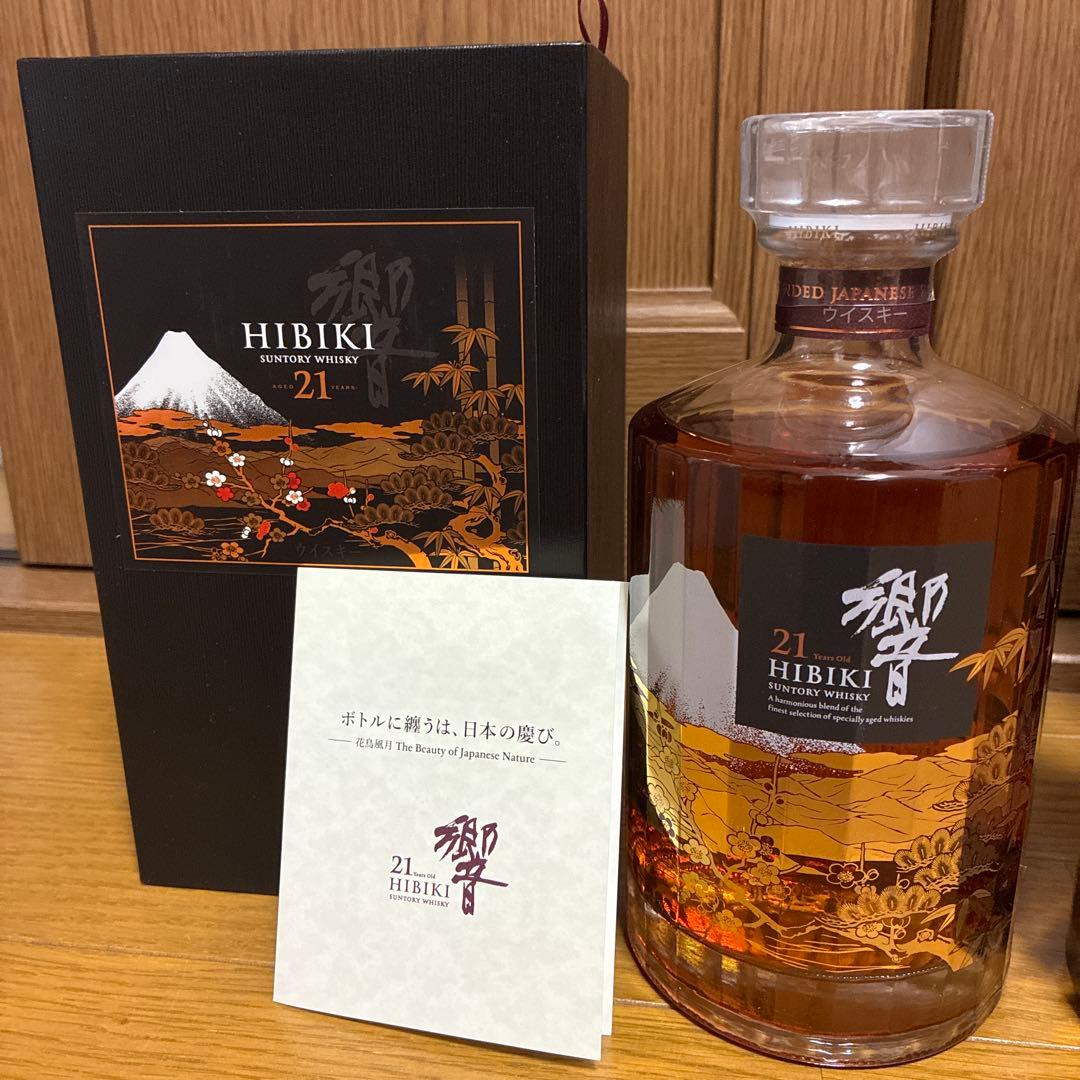 響
HIBIKI
SUNTORY WHISKY
AGED 21 YEARS
ウイスキー
ボトルに纏うは、日本の慶び。
花鳥風月 The Beauty of Japanese Nature
響
21 Years Old
HIBIKI
SUNTORY WHISKY
HIBIKI HIBIKI
JAPANESE
ウイスキー
響
21 Years Old
HIBIKI
SUNTORY WHISKY
A harmonious blend of the
finest selection of specially aged whiskies